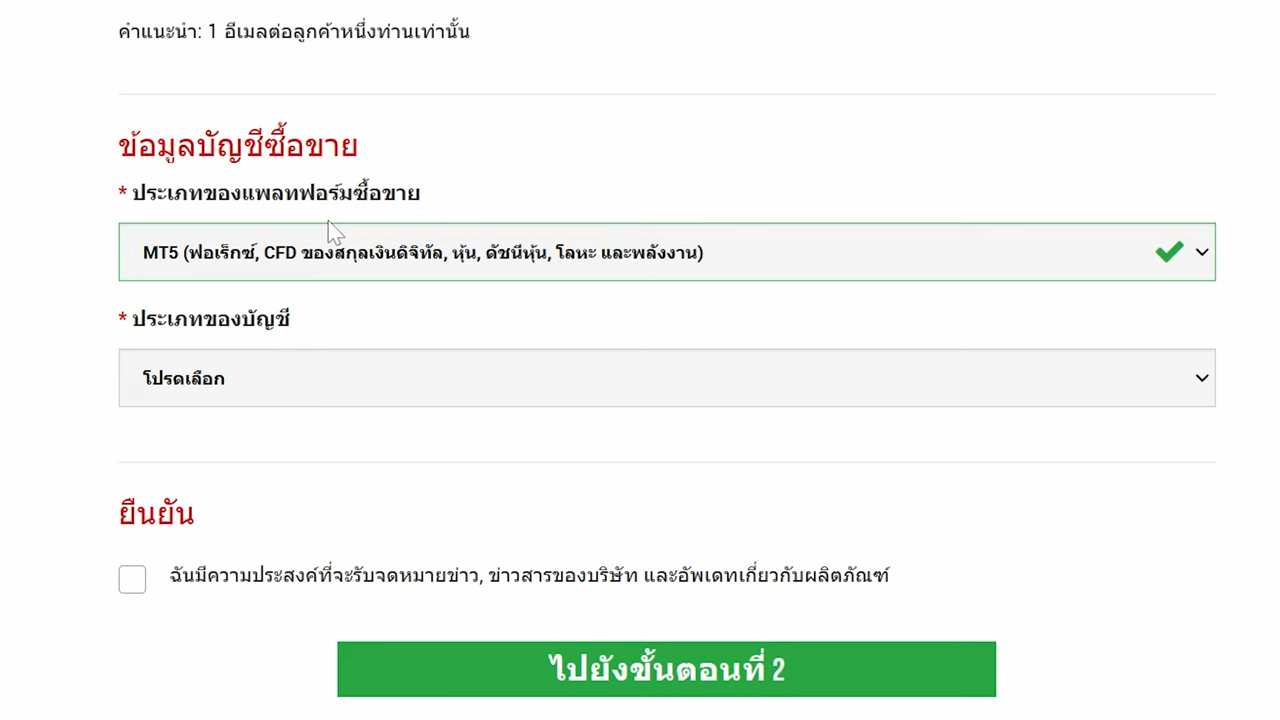 คำแนะนำ: 1 อีเมลต่อลูกค้าหนึ่งท่านเท่านั้น
ข้อมูลบัญชีซื้อขาย
* ประเภทของแพลทฟอร์มซื้อขาย
MT5 (ฟอเร็กซ์, CFD ของสกุลเงินดิจิทัล, หุ้น, ดัชนีหุ้น, โลหะ และพลังงาน)
* ประเภทของบัญชี
โปรดเลือก
ยืนยัน
ฉันมีความประสงค์ที่จะรับจดหมายข่าว, ข่าวสารของบริษัท และอัพเดทเกี่ยวกับผลิตภัณฑ์
ไปยังขั้นตอนที่ 2